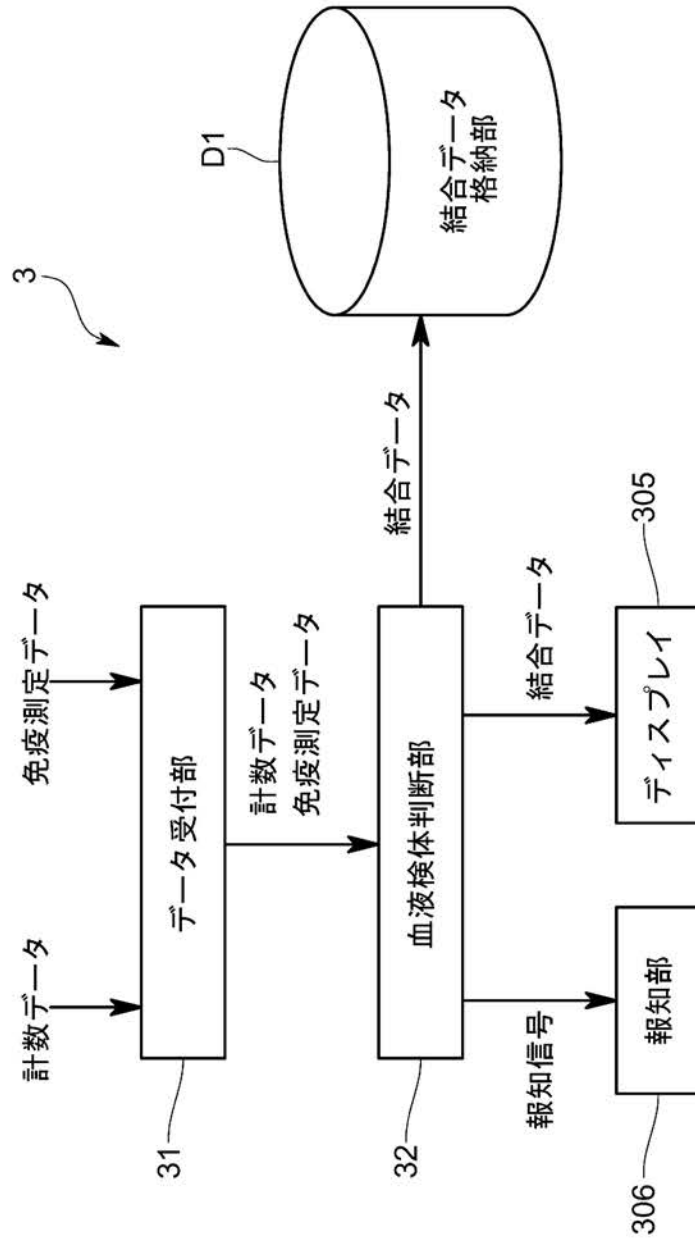 3
計数データ
免疫測定データ
31
データ受付部
計数データ
免疫測定データ
32
血液検体判断部
結合データ
D1
結合データ
格納部
報知信号
結合データ
306
報知部
305
ディスプレイ